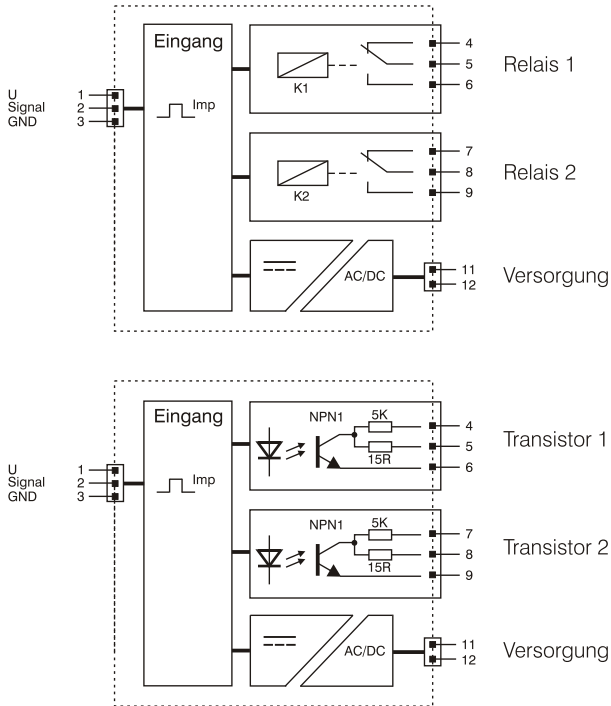 Eingang
4
5
6
Relais 1
K1
U 1
Signal 2
GND 3
Imp
7
8
9
Relais 2
K2
AC/DC
11
12
Versorgung
Eingang
NPN1
5K
15R
4
5
6
Transistor 1
U 1
Signal 2
GND 3
Imp
NPN1
5K
15R
7
8
9
Transistor 2
AC/DC
11
12
Versorgung